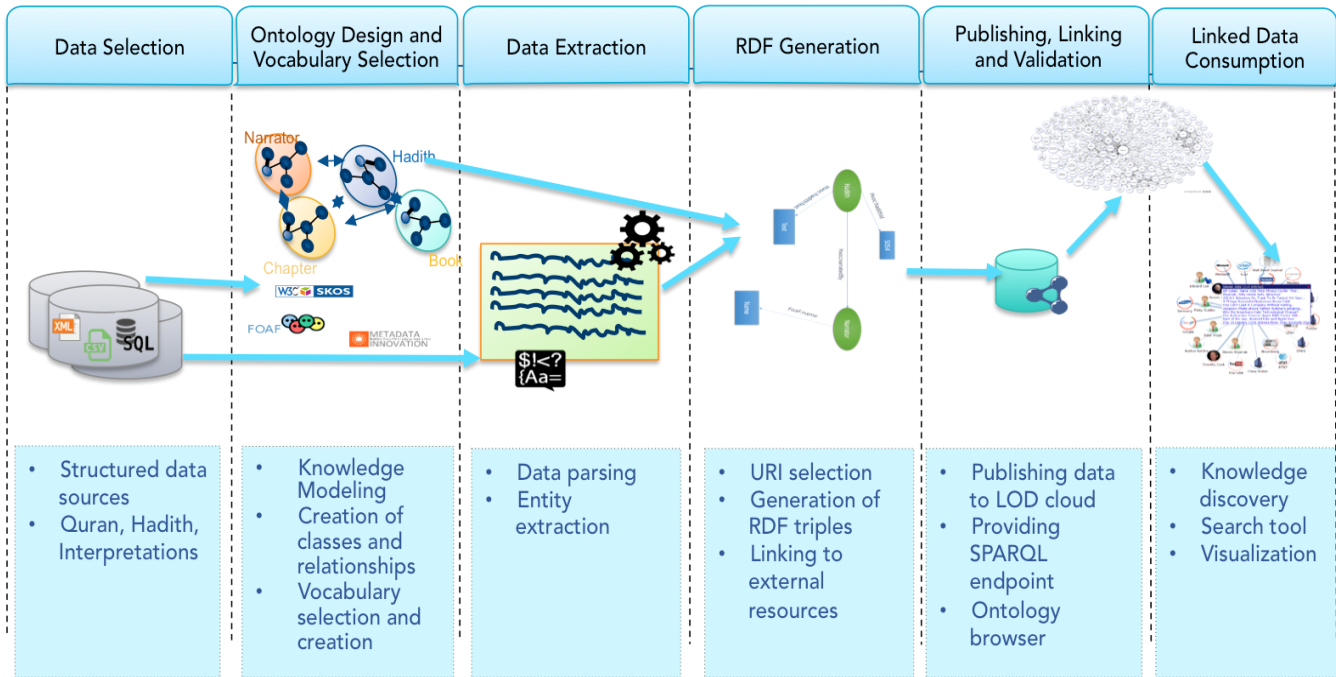 Data Selection
Ontology Design and
Vocabulary Selection
Data Extraction
RDF Generation
Publishing, Linking
and Validation
Linked Data
Consumption
Narrator
Hadith
Chapter
Book
W3C SKOS
FOAF
METADATA
INNOVATION
XML
CSV
SQL
$!<?
{Aa=
Text
Name
• Structured data
sources
• Quran, Hadith,
Interpretations
• Knowledge
Modeling
• Creation of
classes and
relationships
• Vocabulary
selection and
creation
• Data parsing
• Entity
extraction
• URI selection
• Generation of
RDF triples
• Linking to
external
resources
• Publishing data
to LOD cloud
• Providing
SPARQL
endpoint
• Ontology
browser
• Knowledge
discovery
• Search tool
• Visualization